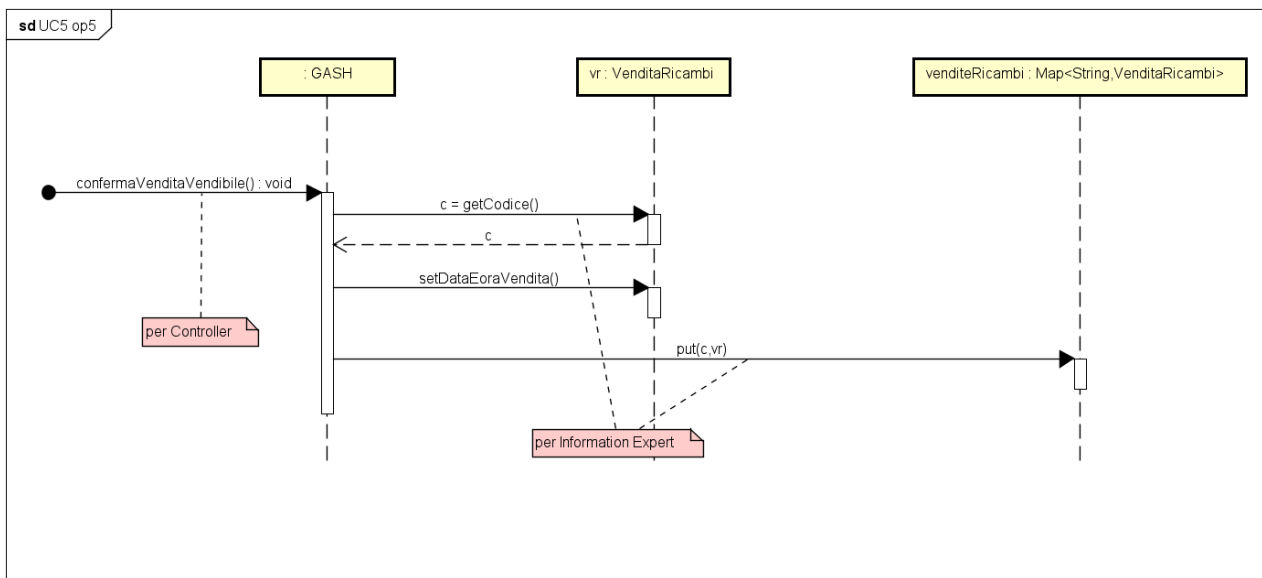 sd UC5 op5
: GASH
vr : VenditaRicambi
venditeRicambi : Map<String,VenditaRicambi>
confermaVenditaVendibile() : void
c = getCodice()
c
setDataEoraVendita()
per Controller
put(c,vr)
per Information Expert